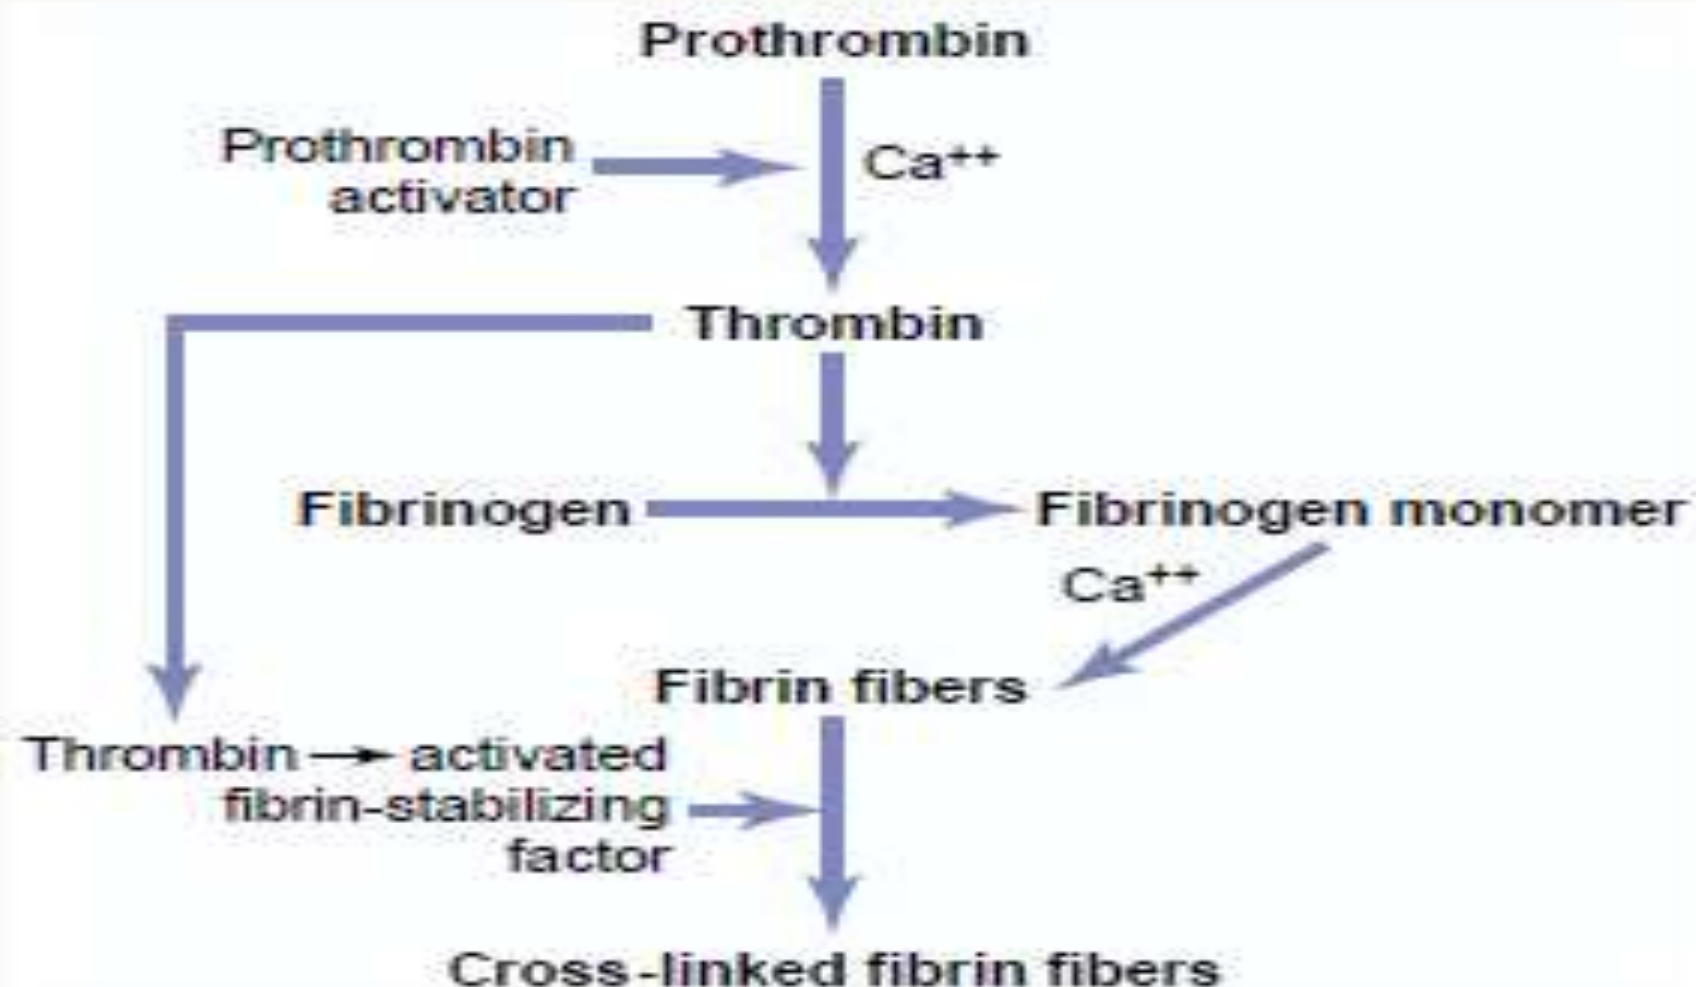 Prothrombin
Prothrombin
activator
Ca⁺⁺
Thrombin
Fibrinogen
Fibrinogen monomer
Ca⁺⁺
Fibrin fibers
Thrombin → activated
fibrin-stabilizing
factor
Cross-linked fibrin fibers